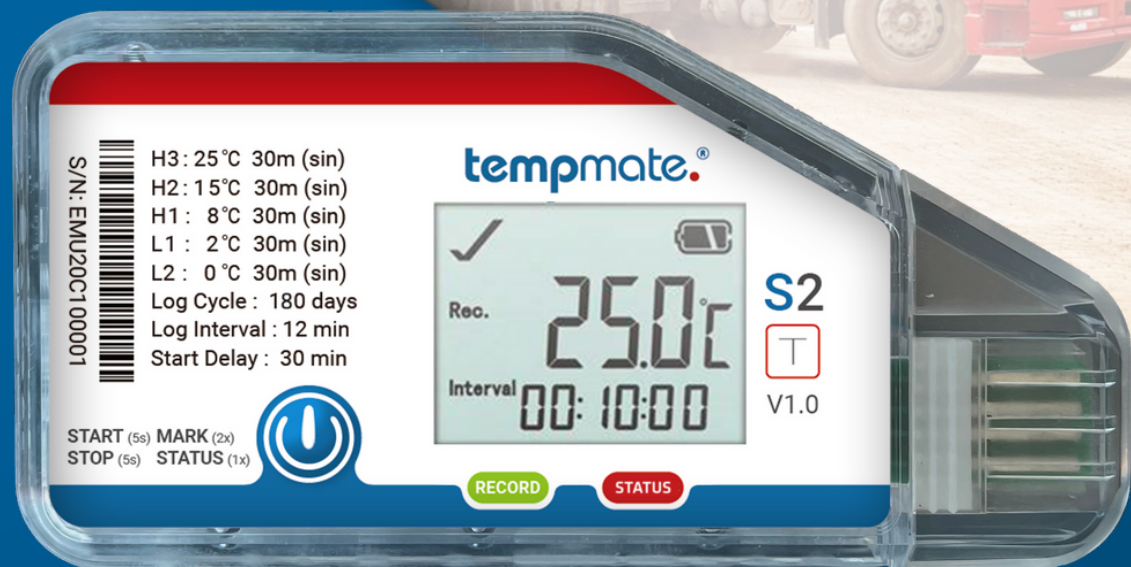 S/N: EMU20C100001
H3: 25°C 30m (sin)
H2: 15°C 30m (sin)
H1: 8°C 30m (sin)
L1: 2°C 30m (sin)
L2: 0°C 30m (sin)
Log Cycle: 180 days
Log Interval: 12 min
Start Delay: 30 min
START (5s) MARK (2x)
STOP (5s) STATUS (1x)
tempmate.®
Rec.
25.0°C
Interval 00:10:00
S2
T
V1.0
RECORD
STATUS